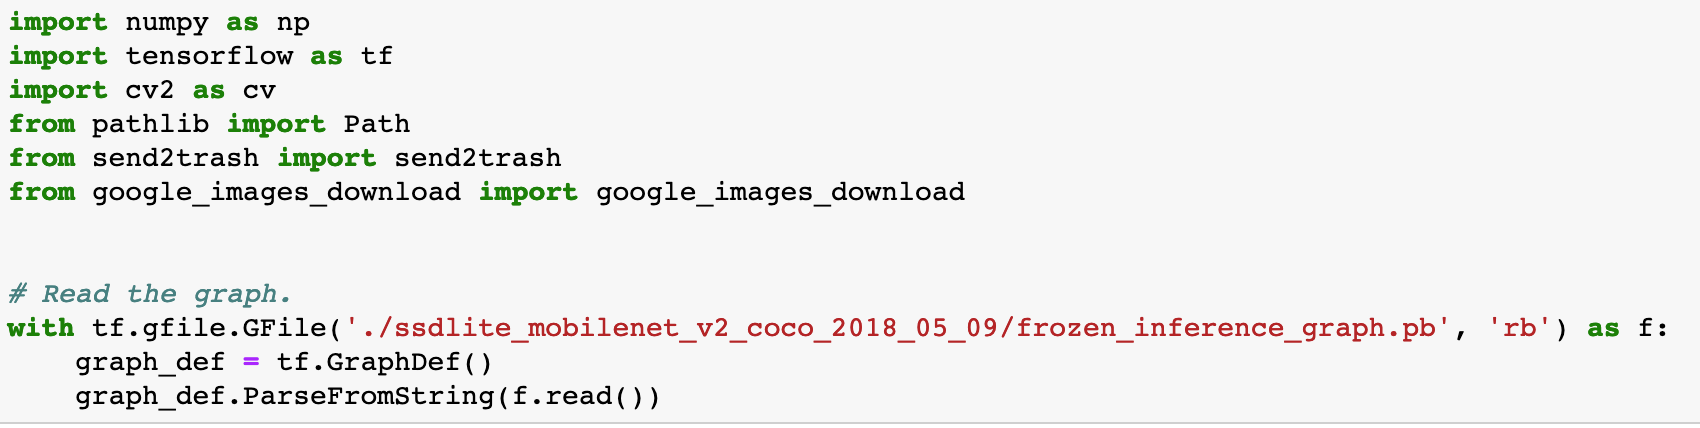 import numpy as np
import tensorflow as tf
import cv2 as cv
from pathlib import Path
from send2trash import send2trash
from google_images_download import google_images_download
# Read the graph.
with tf.gfile.GFile('./ssdlite_mobilenet_v2_coco_2018_05_09/frozen_inference_graph.pb', 'rb') as f:
    graph_def = tf.GraphDef()
    graph_def.ParseFromString(f.read())